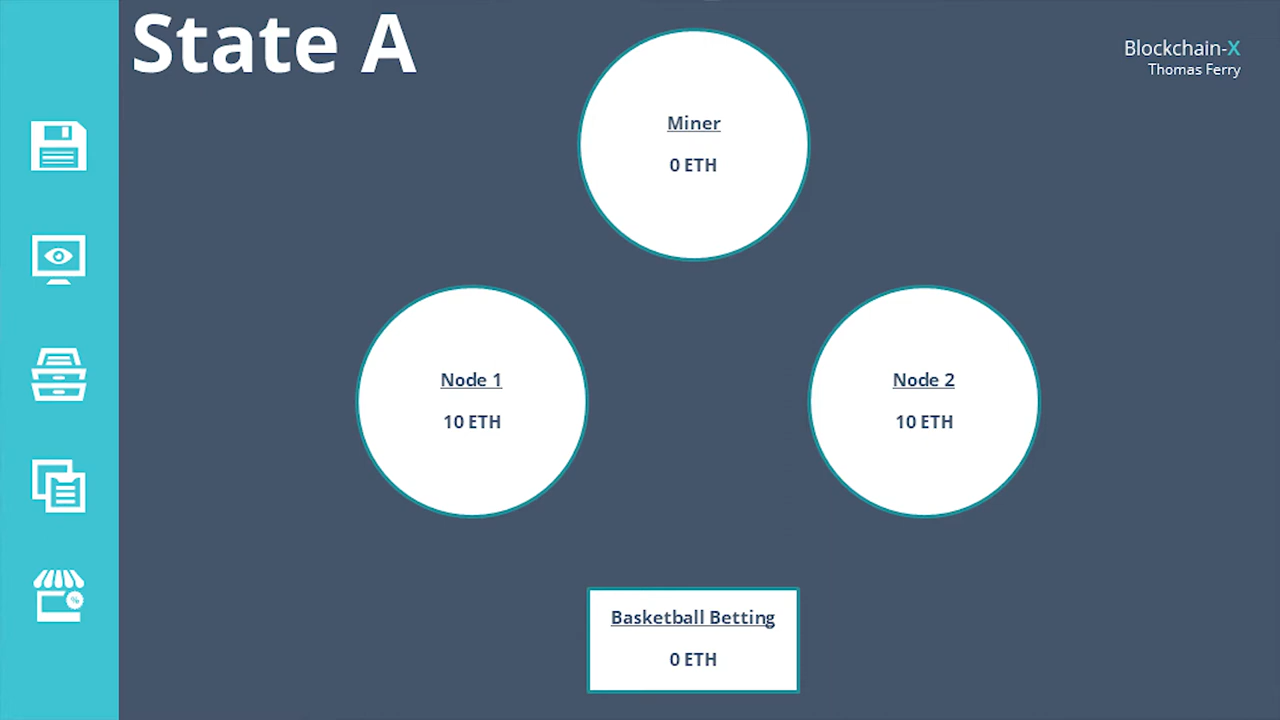 State A
Blockchain-X
Thomas Ferry
Miner
0 ETH
Node 1
10 ETH
Node 2
10 ETH
Basketball Betting
0 ETH